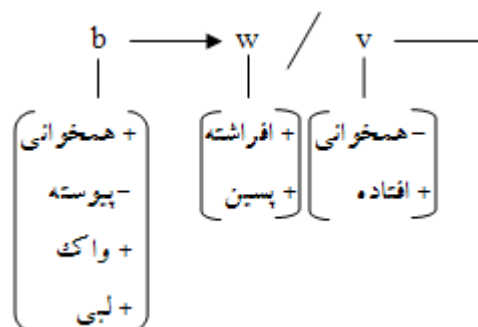 b → w / v —
[+ همخوانی] [+ افراشته] [- همخوانی]
[- پیوسته] [+ پسین] [+ افتاده]
+ واک
+ لبی